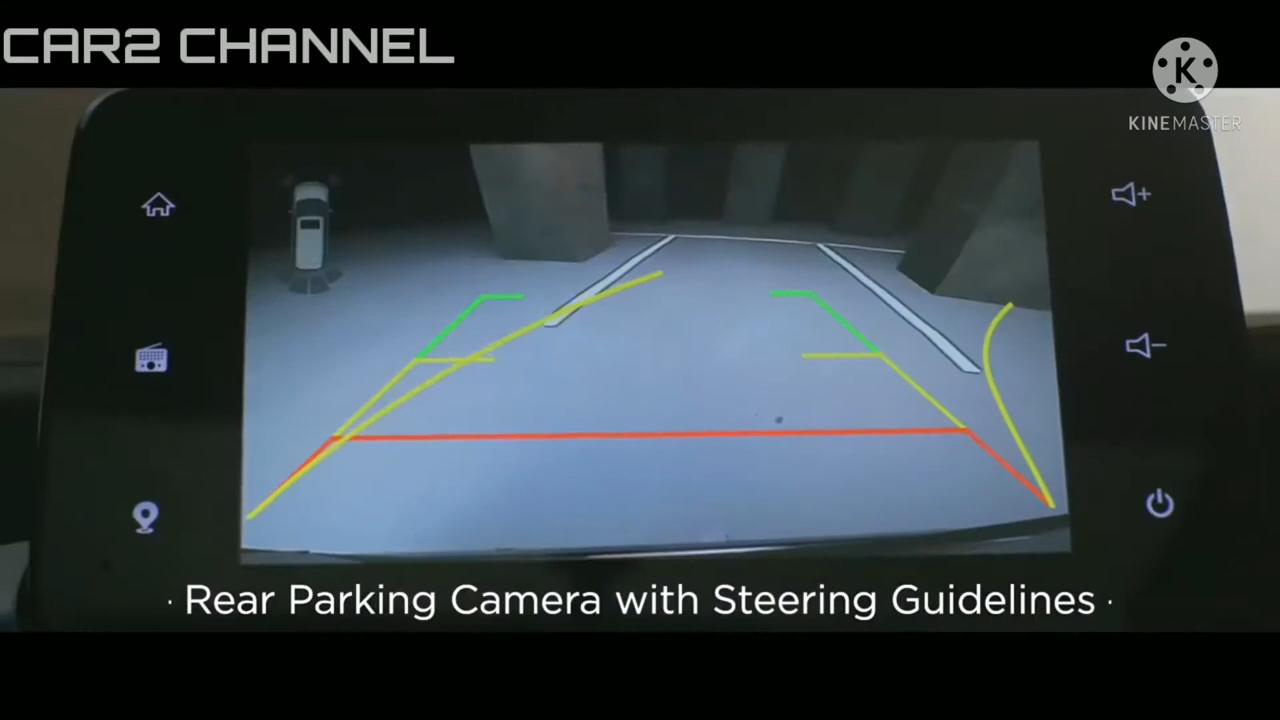 CAR2 CHANNEL
K
KINEMASTER
· Rear Parking Camera with Steering Guidelines ·